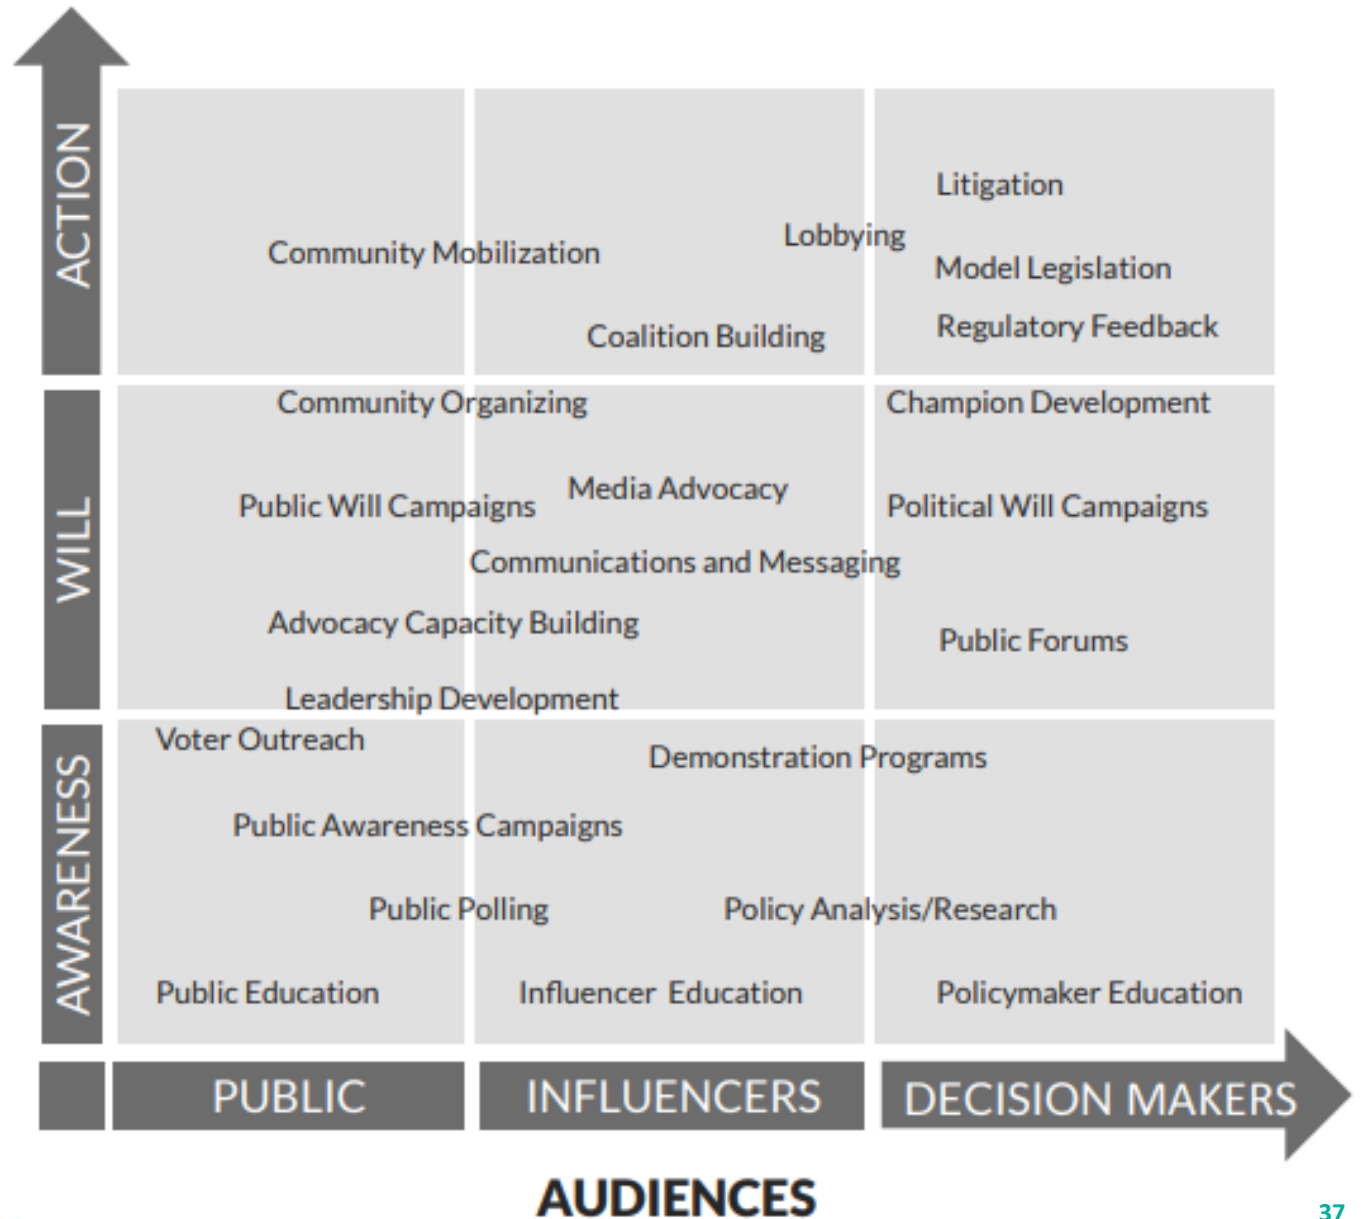 ACTION
Litigation
Lobbying
Community Mobilization
Model Legislation
Regulatory Feedback
Coalition Building
WILL
Community Organizing
Champion Development
Media Advocacy
Public Will Campaigns
Political Will Campaigns
Communications and Messaging
Advocacy Capacity Building
Public Forums
Leadership Development
AWARENESS
Voter Outreach
Demonstration Programs
Public Awareness Campaigns
Public Polling
Policy Analysis/Research
Public Education
Influencer Education
Policymaker Education
PUBLIC
INFLUENCERS
DECISION MAKERS
AUDIENCES
37